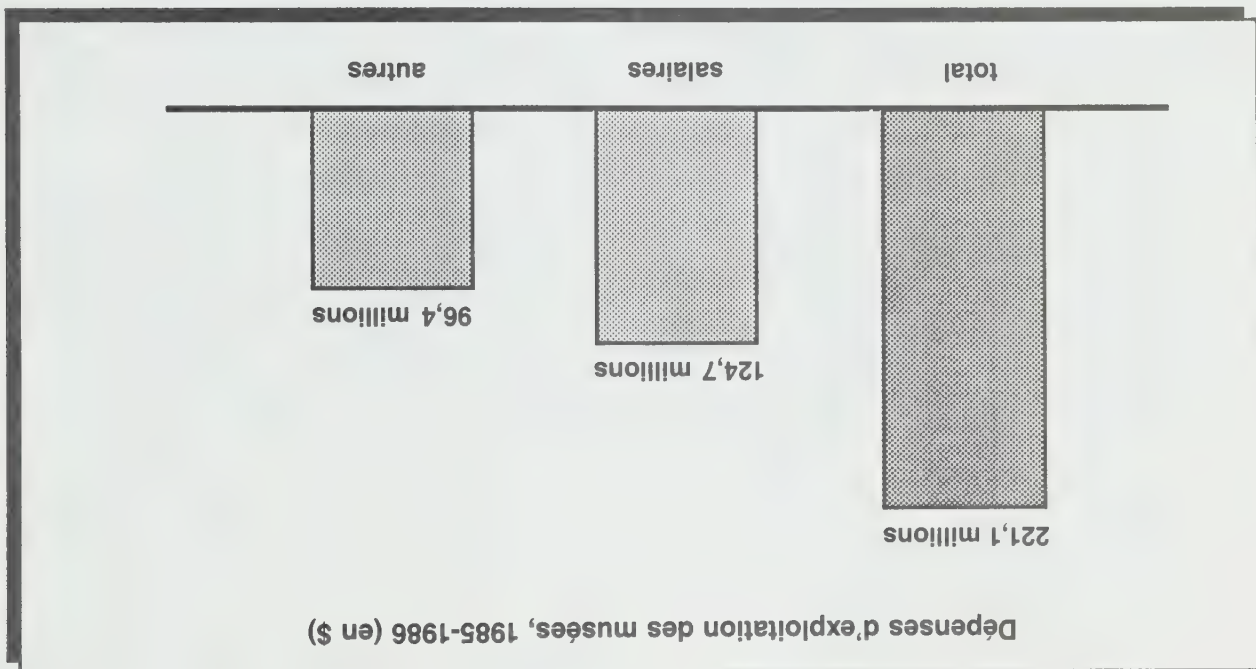 Dépenses d'exploitation des musées, 1985-1986 (en $)
221,1 millions
124,7 millions
96,4 millions
total
salaires
autres